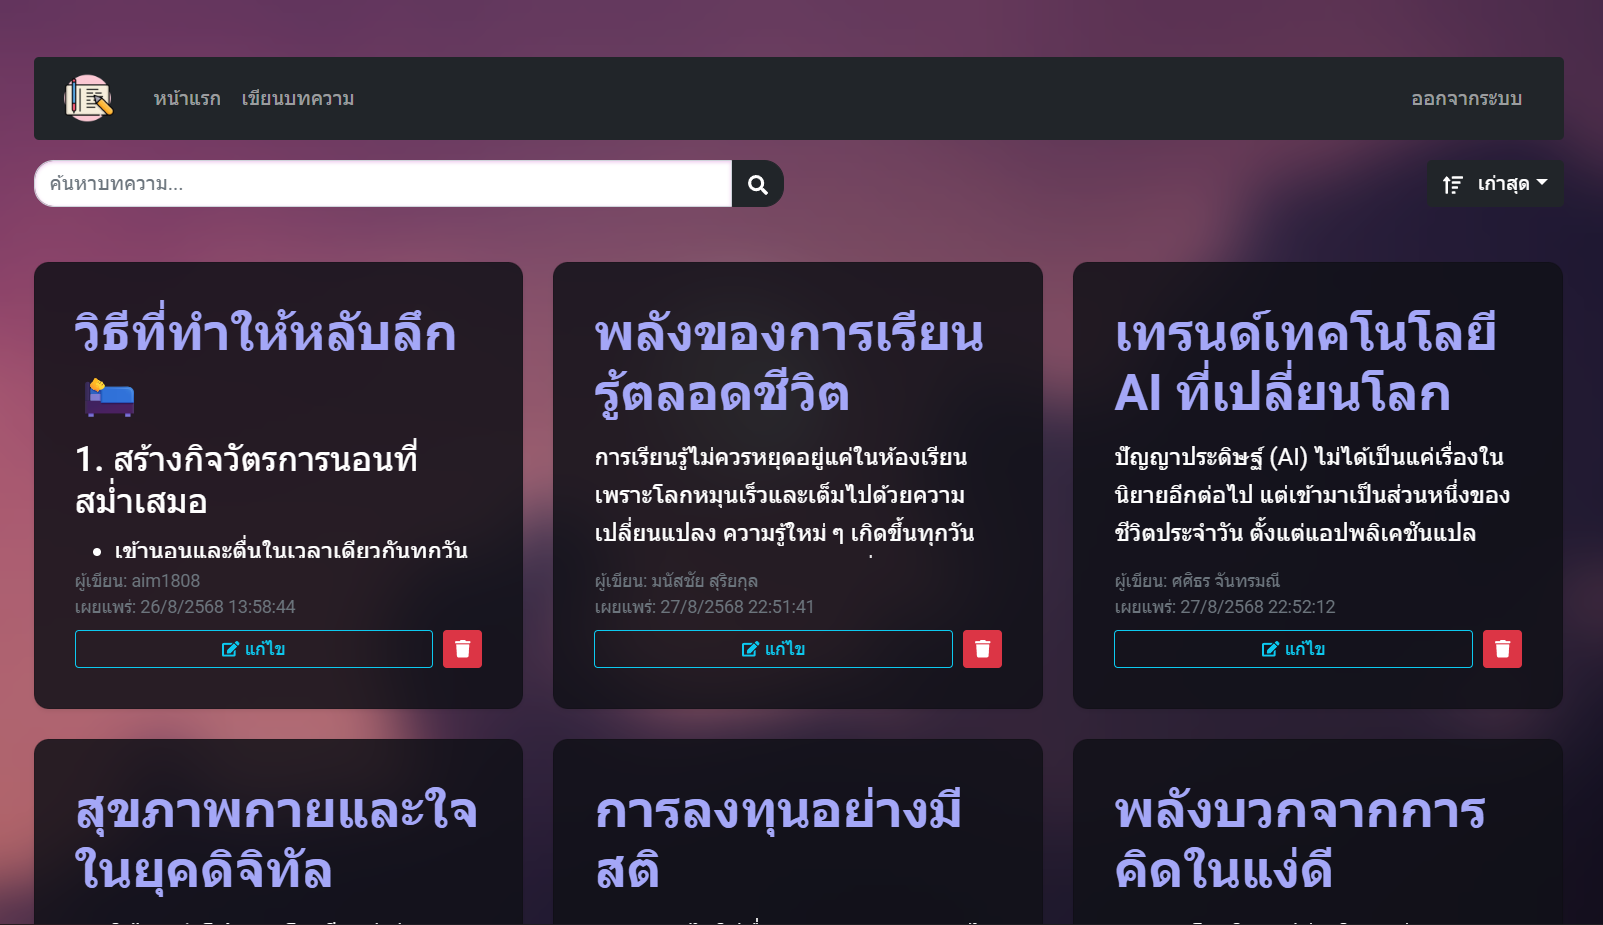 หน้าแรก เขียนบทความ ออกจากระบบ
ค้นหาบทความ... เก่าสุด
วิธีที่ทำให้หลับลึก
1. สร้างกิจวัตรการนอนที่
สม่ำเสมอ
เข้านอนและตื่นในเวลาเดียวกันทุกวัน
ผู้เขียน: aim1808
เผยแพร่: 26/8/2568 13:58:44
แก้ไข
พลังของการเรียน
รู้ตลอดชีวิต
การเรียนรู้ไม่ควรหยุดอยู่แค่ในห้องเรียน
เพราะโลกหมุนเร็วและเต็มไปด้วยความ
เปลี่ยนแปลง ความรู้ใหม่ ๆ เกิดขึ้นทุกวัน
ผู้เขียน: มนัสชัย สุริยกุล
เผยแพร่: 27/8/2568 22:51:41
แก้ไข
เทรนด์เทคโนโลยี
AI ที่เปลี่ยนโลก
ปัญญาประดิษฐ์ (AI) ไม่ได้เป็นแค่เรื่องใน
นิยายอีกต่อไป แต่เข้ามาเป็นส่วนหนึ่งของ
ชีวิตประจำวัน ตั้งแต่แอปพลิเคชันแปล
ผู้เขียน: ศศิธร จันทรมณี
เผยแพร่: 27/8/2568 22:52:12
แก้ไข
สุขภาพกายและใจ
ในยุคดิจิทัล
การลงทุนอย่างมี
สติ
พลังบวกจากการ
คิดในแง่ดี